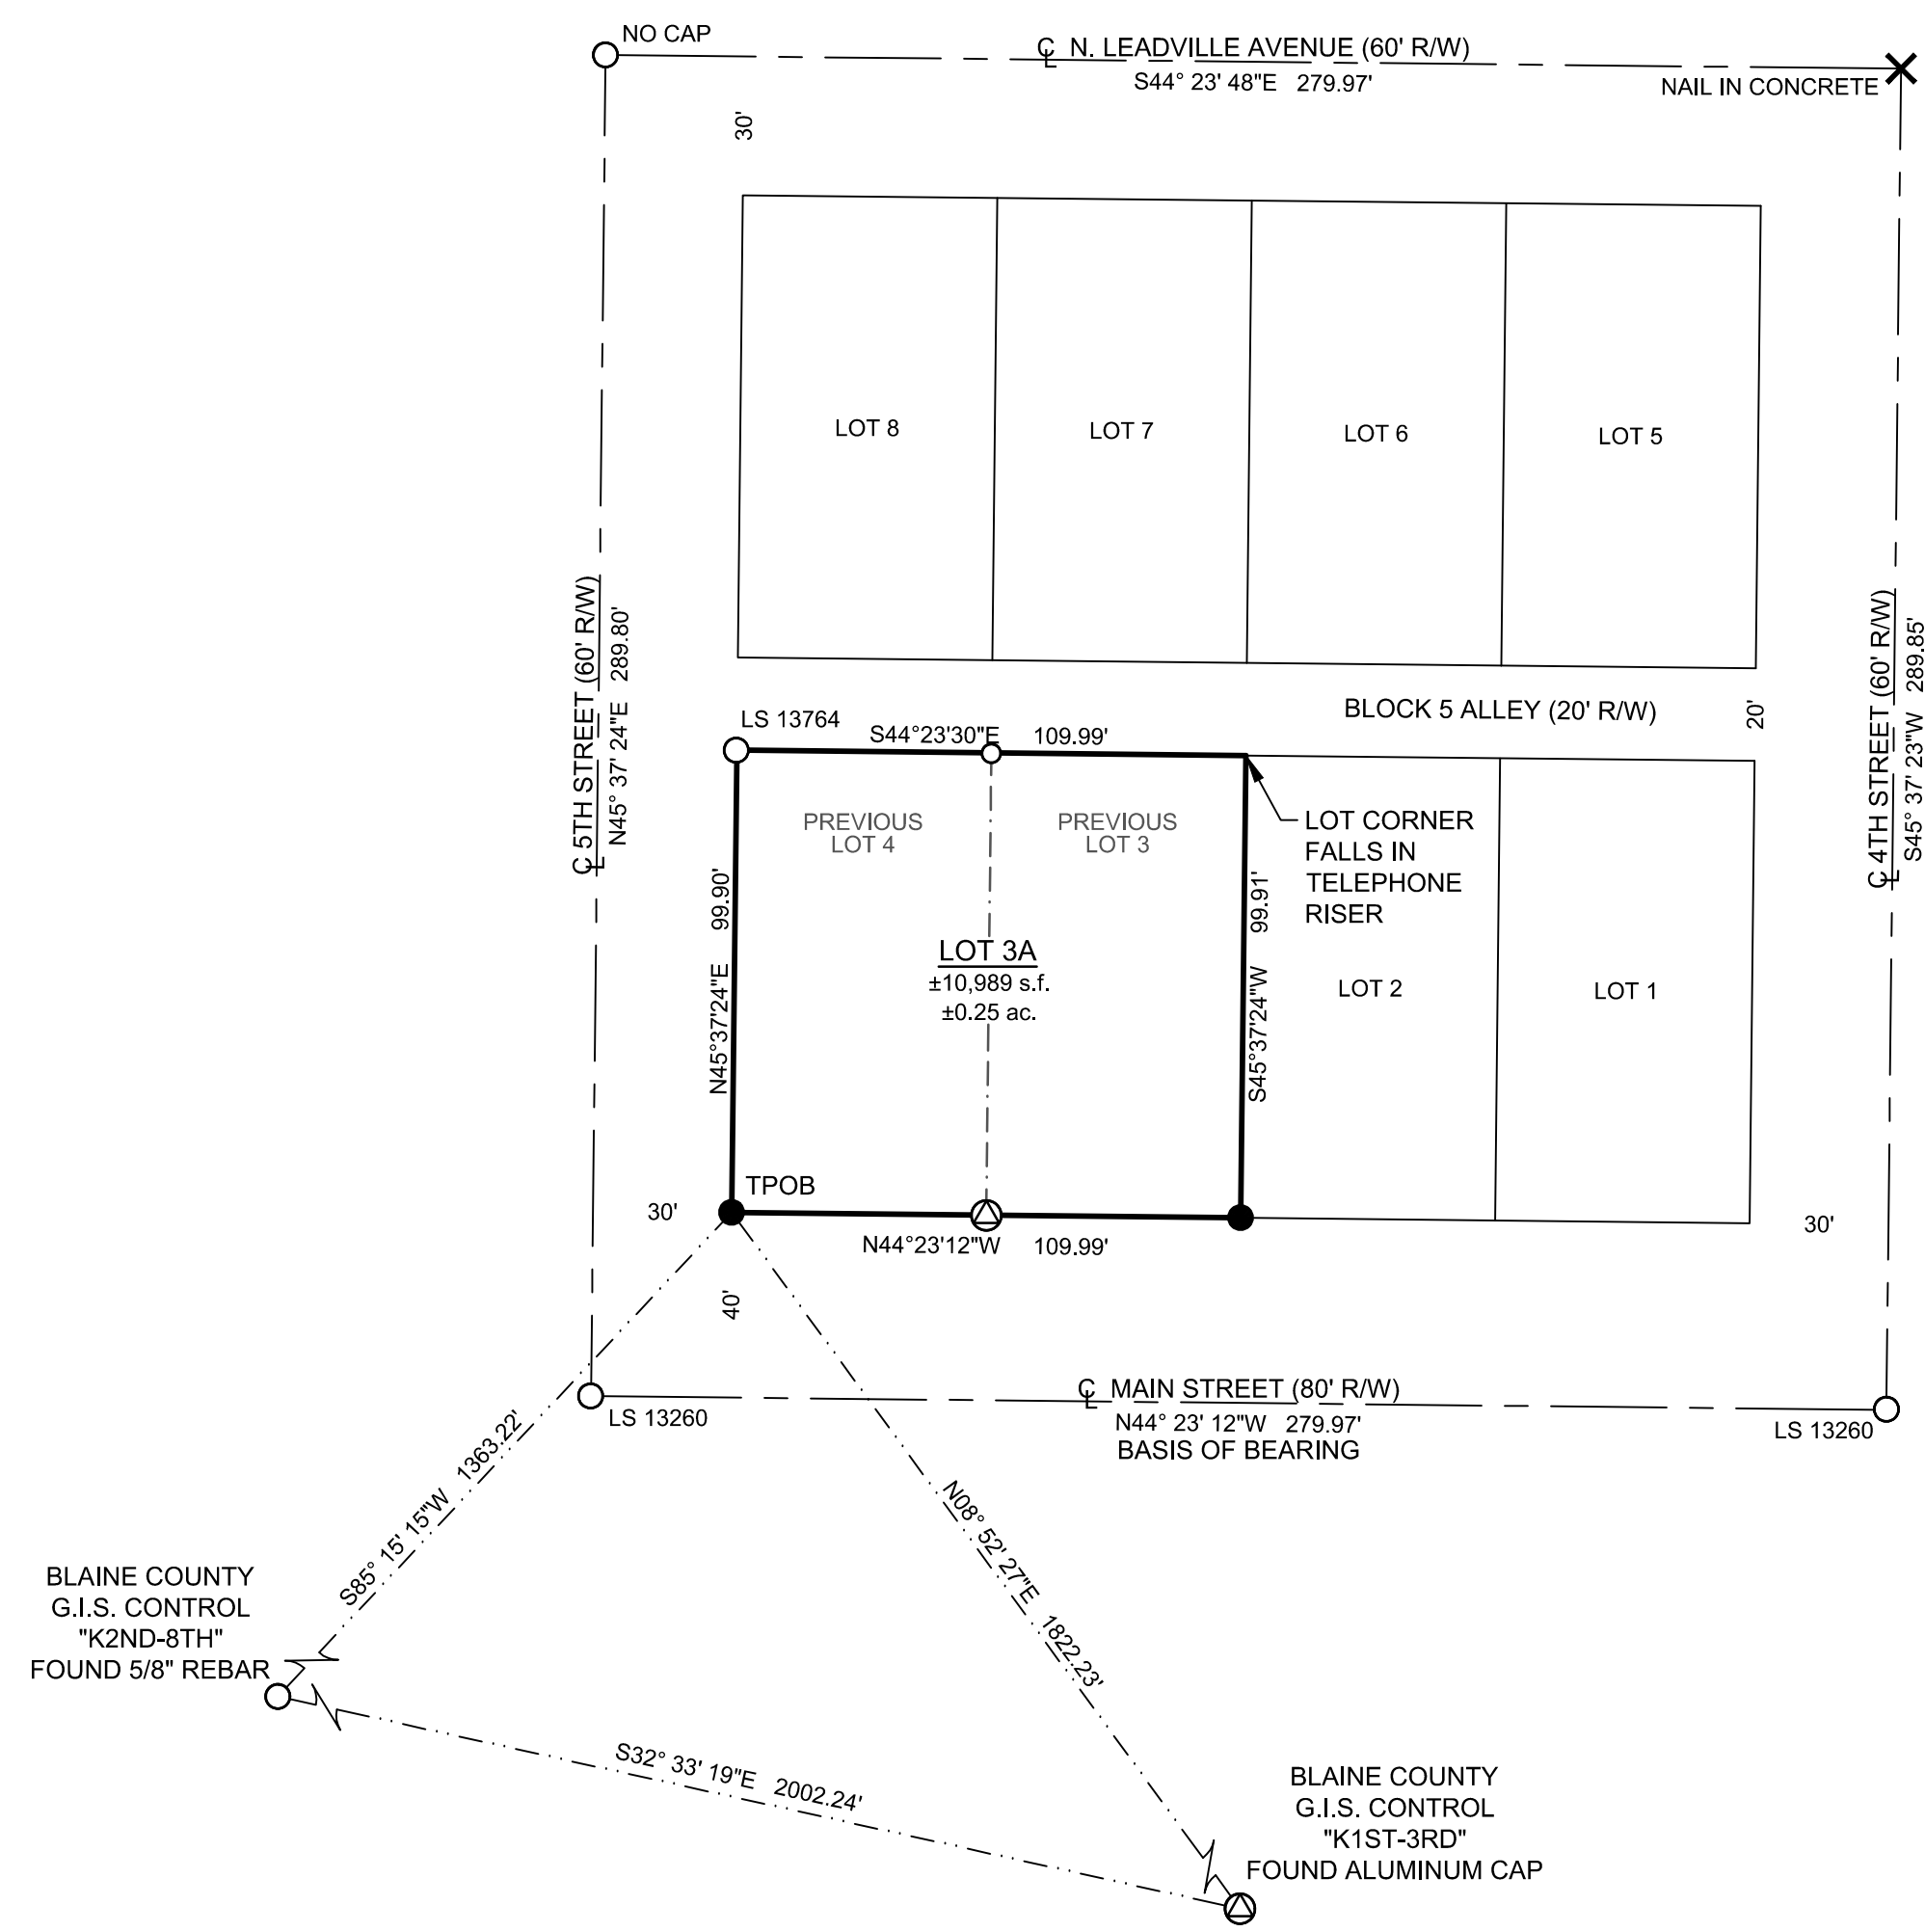 NO CAP
℄ N. LEADVILLE AVENUE (60' R/W)
S44° 23' 48"E 279.97'
NAIL IN CONCRETE
30'
LOT 8
LOT 7
LOT 6
LOT 5
℄ 5TH STREET (60' R/W)
N45° 37' 24"E 289.80'
℄ 4TH STREET (60' R/W)
S45° 37' 23"W 289.85'
BLOCK 5 ALLEY (20' R/W)
20'
LS 13764
S44°23'30"E 109.99'
PREVIOUS
LOT 4
PREVIOUS
LOT 3
LOT CORNER
FALLS IN
TELEPHONE
RISER
N45°37'24"E 99.90'
S45°37'24"W 99.91'
LOT 3A
±10,989 s.f.
±0.25 ac.
LOT 2
LOT 1
TPOB
30'
N44°23'12"W 109.99'
30'
40'
℄ MAIN STREET (80' R/W)
N44° 23' 12"W 279.97'
BASIS OF BEARING
LS 13260
LS 13260
S85° 15' 15"W 1363.22'
N08° 52' 27"E 1822.23'
BLAINE COUNTY
G.I.S. CONTROL
"K2ND-8TH"
FOUND 5/8" REBAR
S32° 33' 19"E 2002.24'
BLAINE COUNTY
G.I.S. CONTROL
"K1ST-3RD"
FOUND ALUMINUM CAP